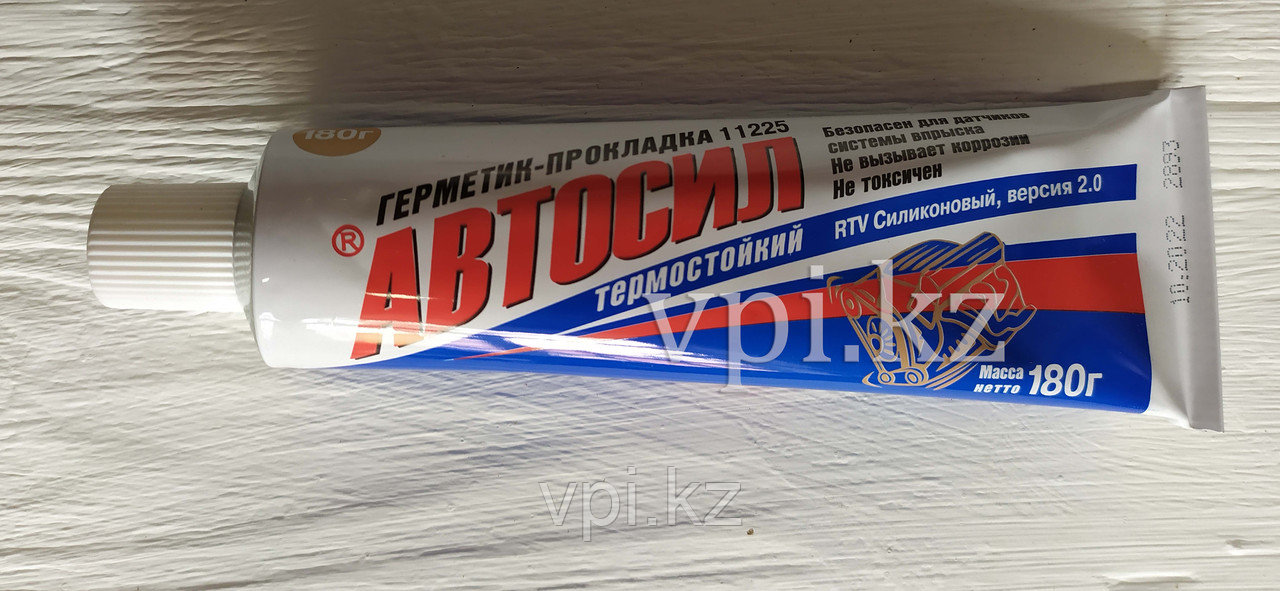 180г
ГЕРМЕТИК-ПРОКЛАДКА 11225
®АВТОСИЛ
термостойкий
Безопасен для датчиков
системы впрыска
Не вызывает коррозии
Не токсичен
RTV Силиконовый, версия 2.0
Масса
нетто 180г
10.2022 2893
vpi.kz
vpi.kz